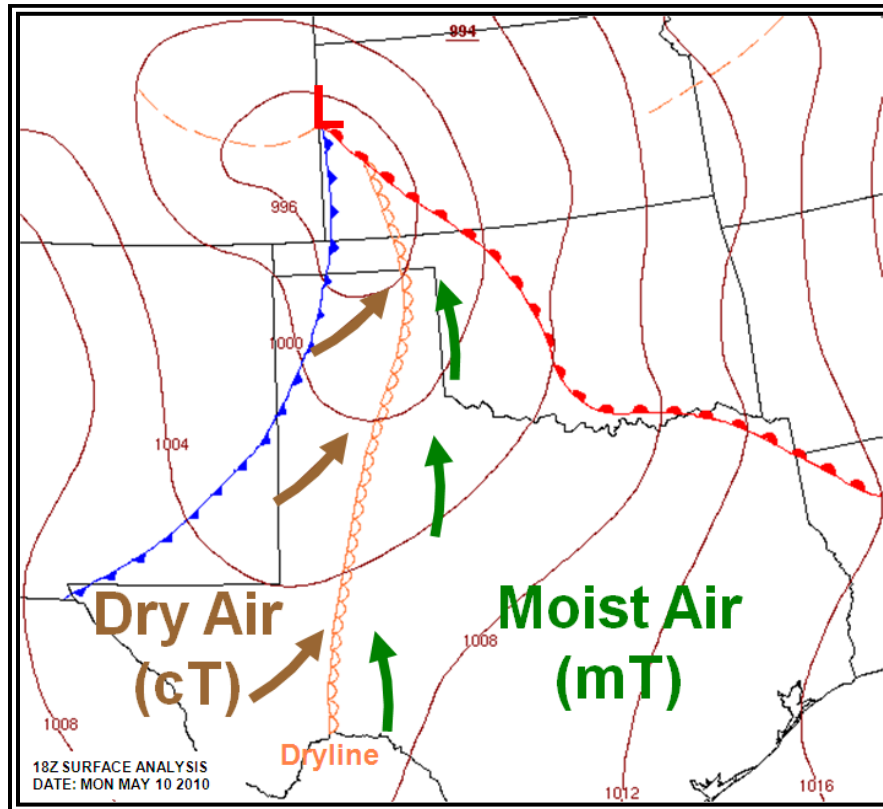 894
L
996
1000
1004
Dry Air
(cT)
Moist Air
(mT)
1008
1008
Dryline
18Z SURFACE ANALYSIS
DATE: MON MAY 10 2010
1012
1016